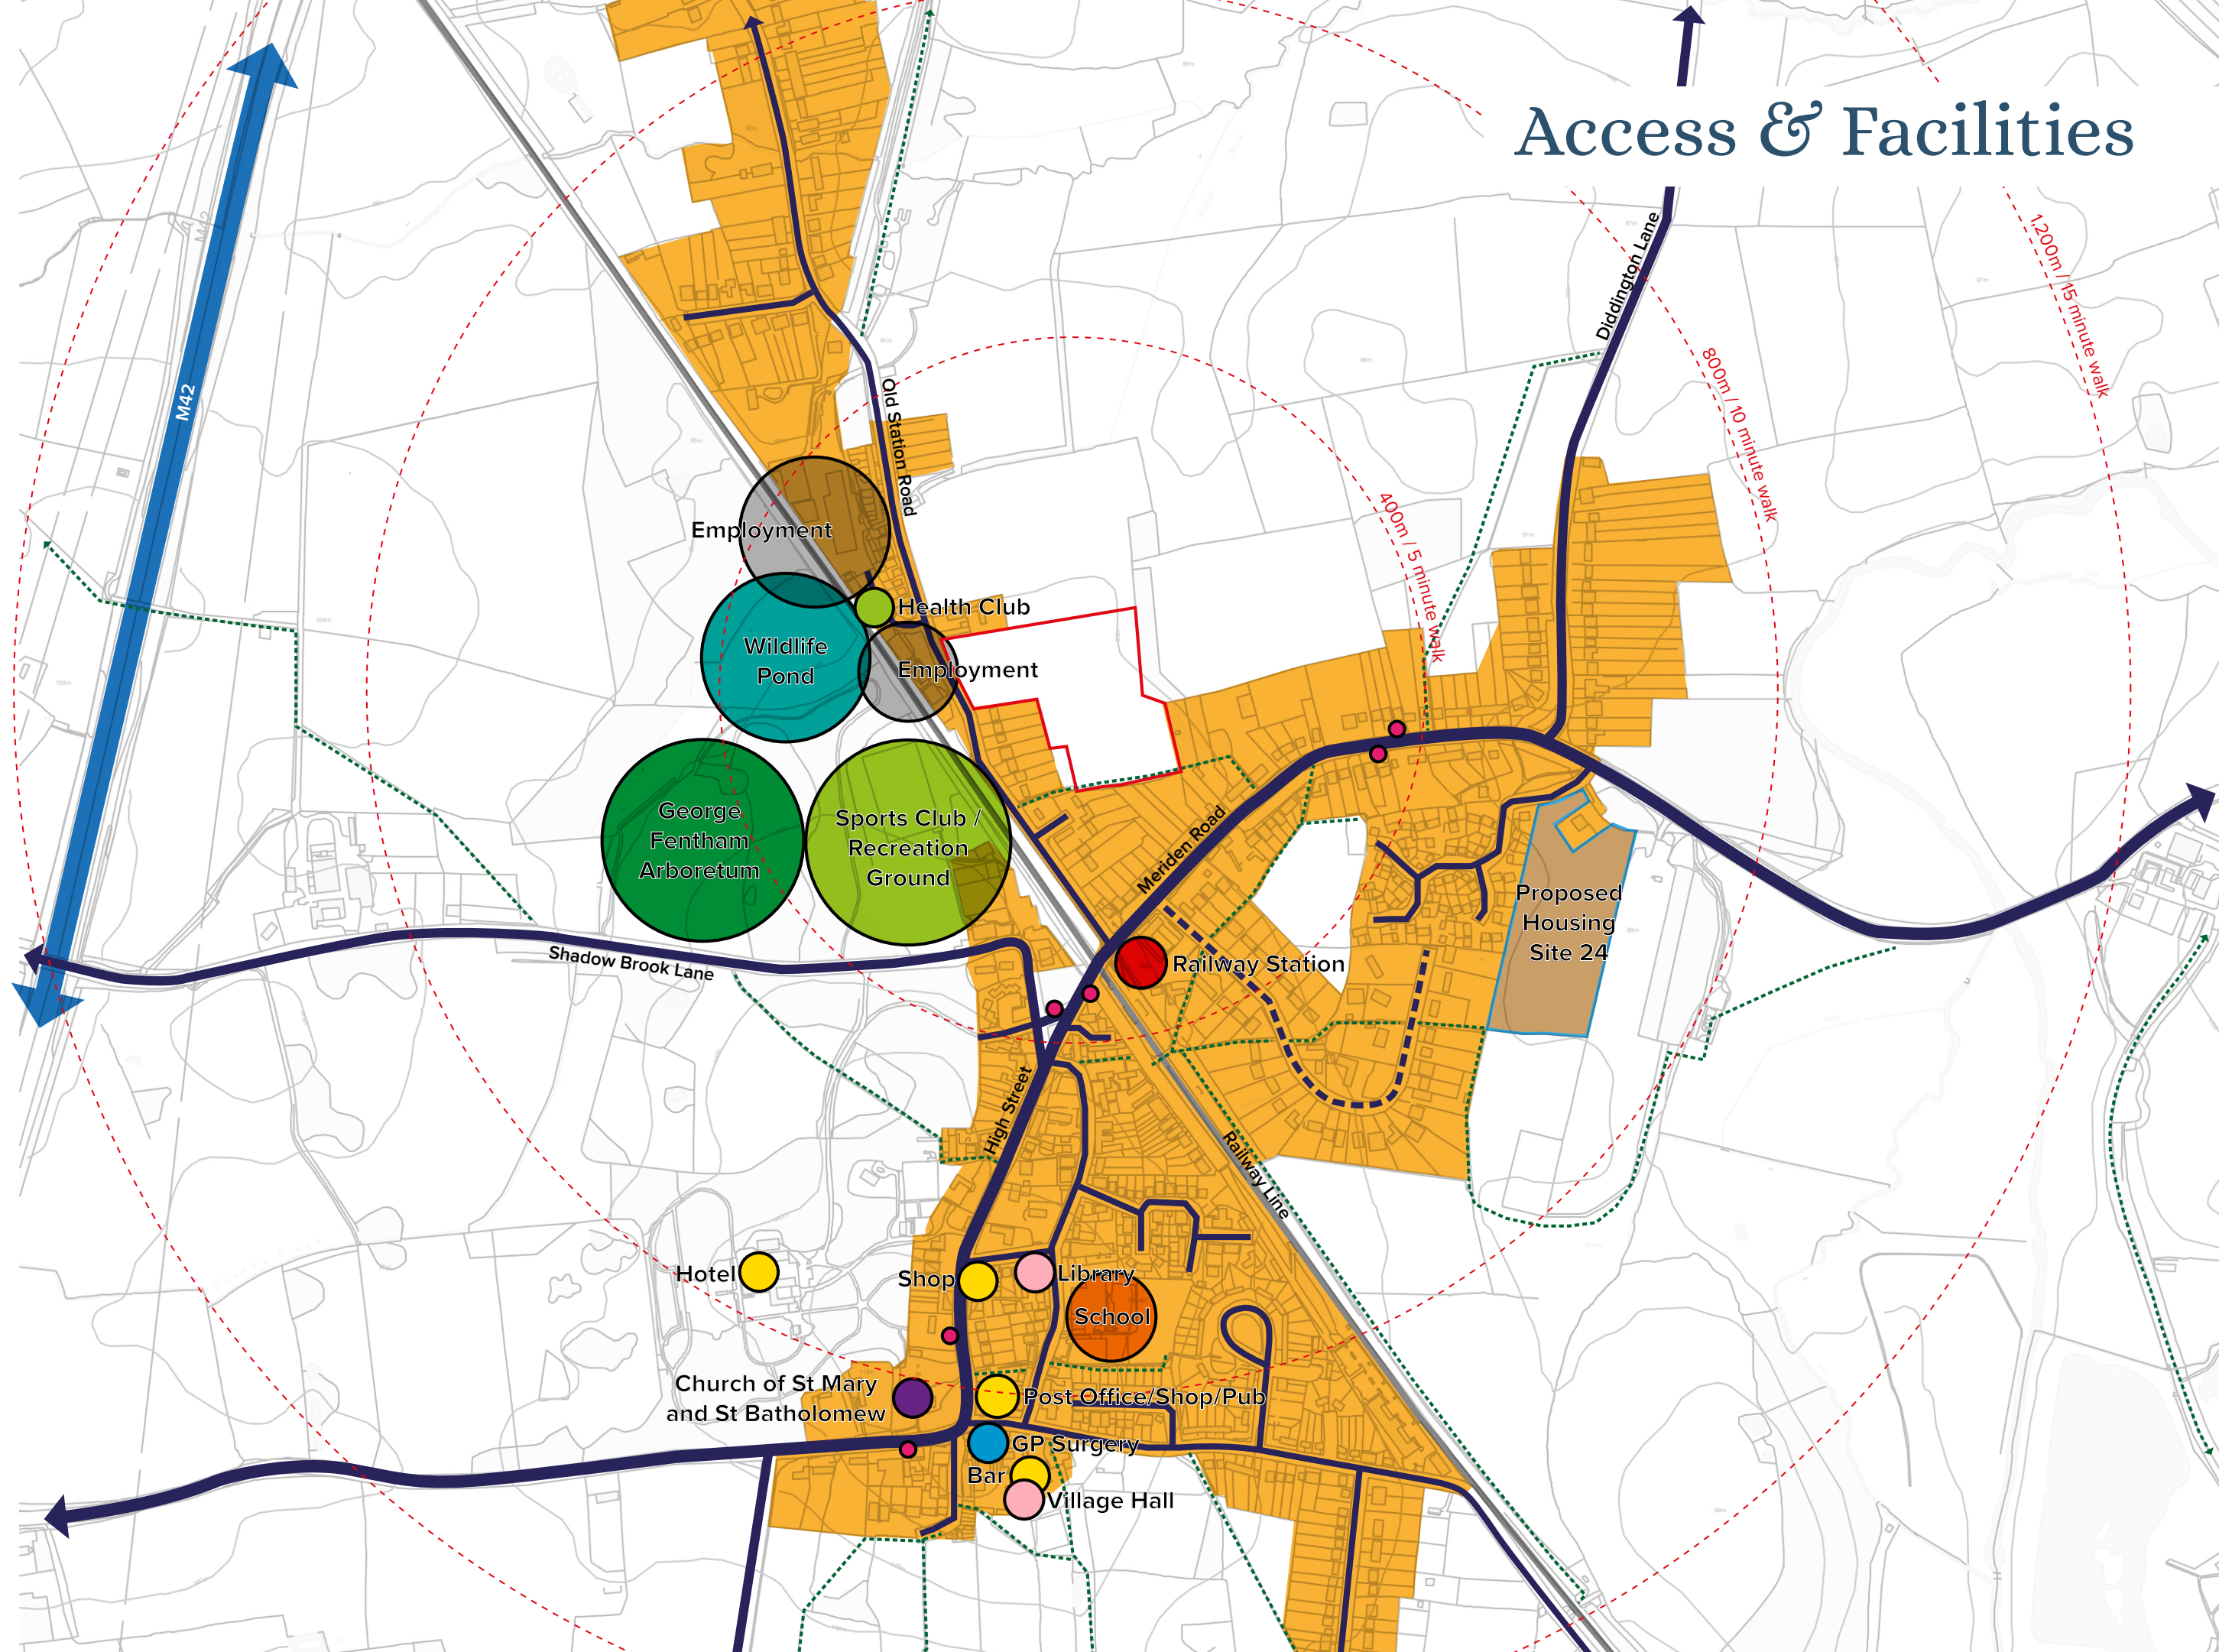 Access & Facilities
M42
M42
Diddington Lane
1,200m / 15 minute walk
800m / 10 minute walk
400m / 5 minute walk
Old Station Road
Employment
Health Club
Wildlife
Pond
Employment
George
Fentham
Arboretum
Sports Club /
Recreation
Ground
Meriden Road
Proposed
Housing
Site 24
Shadow Brook Lane
Railway Station
High Street
Railway Line
Hotel
Shop
Library
School
Church of St Mary
and St Batholomew
Post Office/Shop/Pub
GP Surgery
Bar
Village Hall